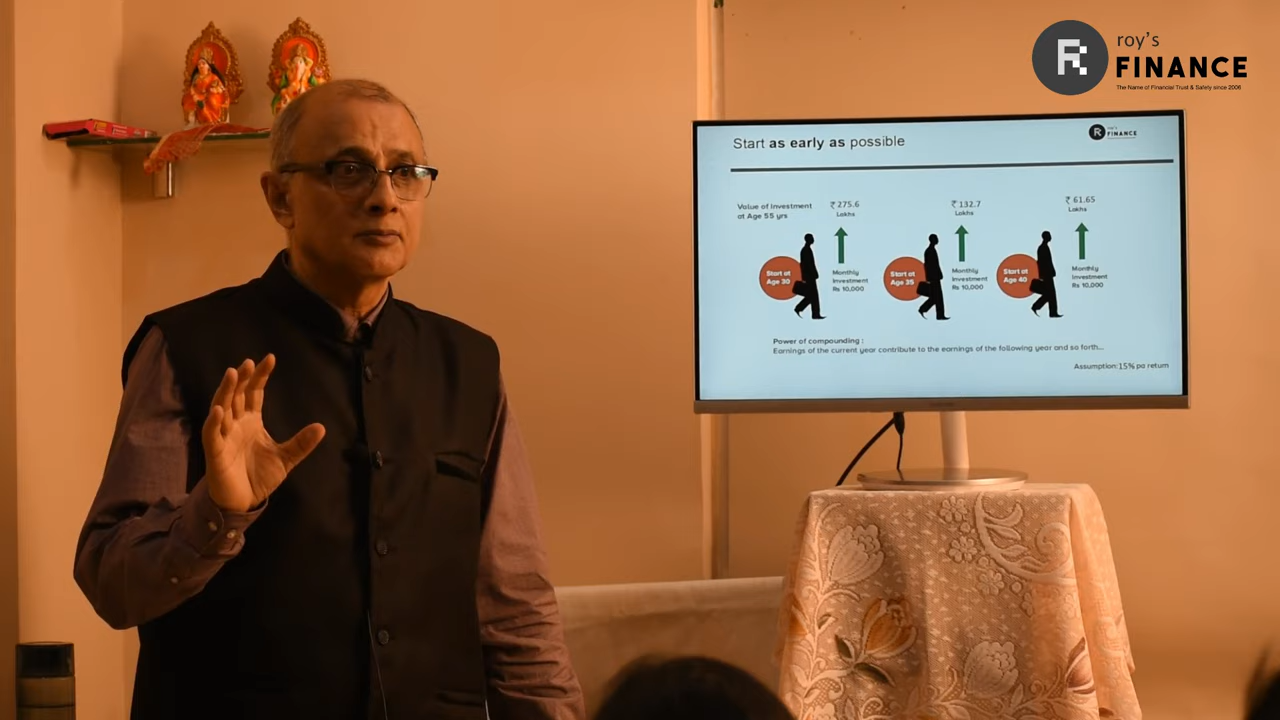 roy's
FINANCE
The Name of Financial Trust & Safety since 2006
Start as early as possible
roy's
FINANCE
Value of Investment
at Age 55 yrs
₹ 275.6
Lakhs
₹ 132.7
Lakhs
₹ 61.65
Lakhs
Start at
Age 30
Monthly
Investment
Rs 10,000
Start at
Age 35
Monthly
Investment
Rs 10,000
Start at
Age 40
Monthly
Investment
Rs 10,000
Power of compounding :
Earnings of the current year contribute to the earnings of the following year and so forth...
Assumption:15% pa return